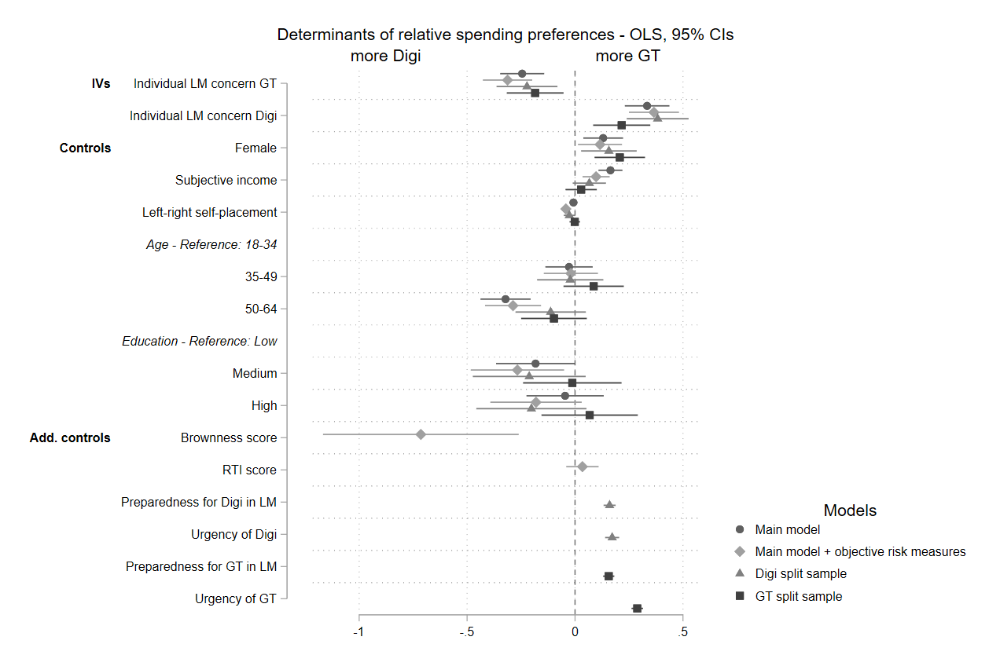 Determinants of relative spending preferences - OLS, 95% CIs
more Digi more GT
IVs Individual LM concern GT
Individual LM concern Digi
Controls Female
Subjective income
Left-right self-placement
Age - Reference: 18-34
35-49
50-64
Education - Reference: Low
Medium
High
Add. controls Brownness score
RTI score
Preparedness for Digi in LM
Urgency of Digi
Preparedness for GT in LM
Urgency of GT
-1 -.5 0 .5
Models
Main model
Main model + objective risk measures
Digi split sample
GT split sample